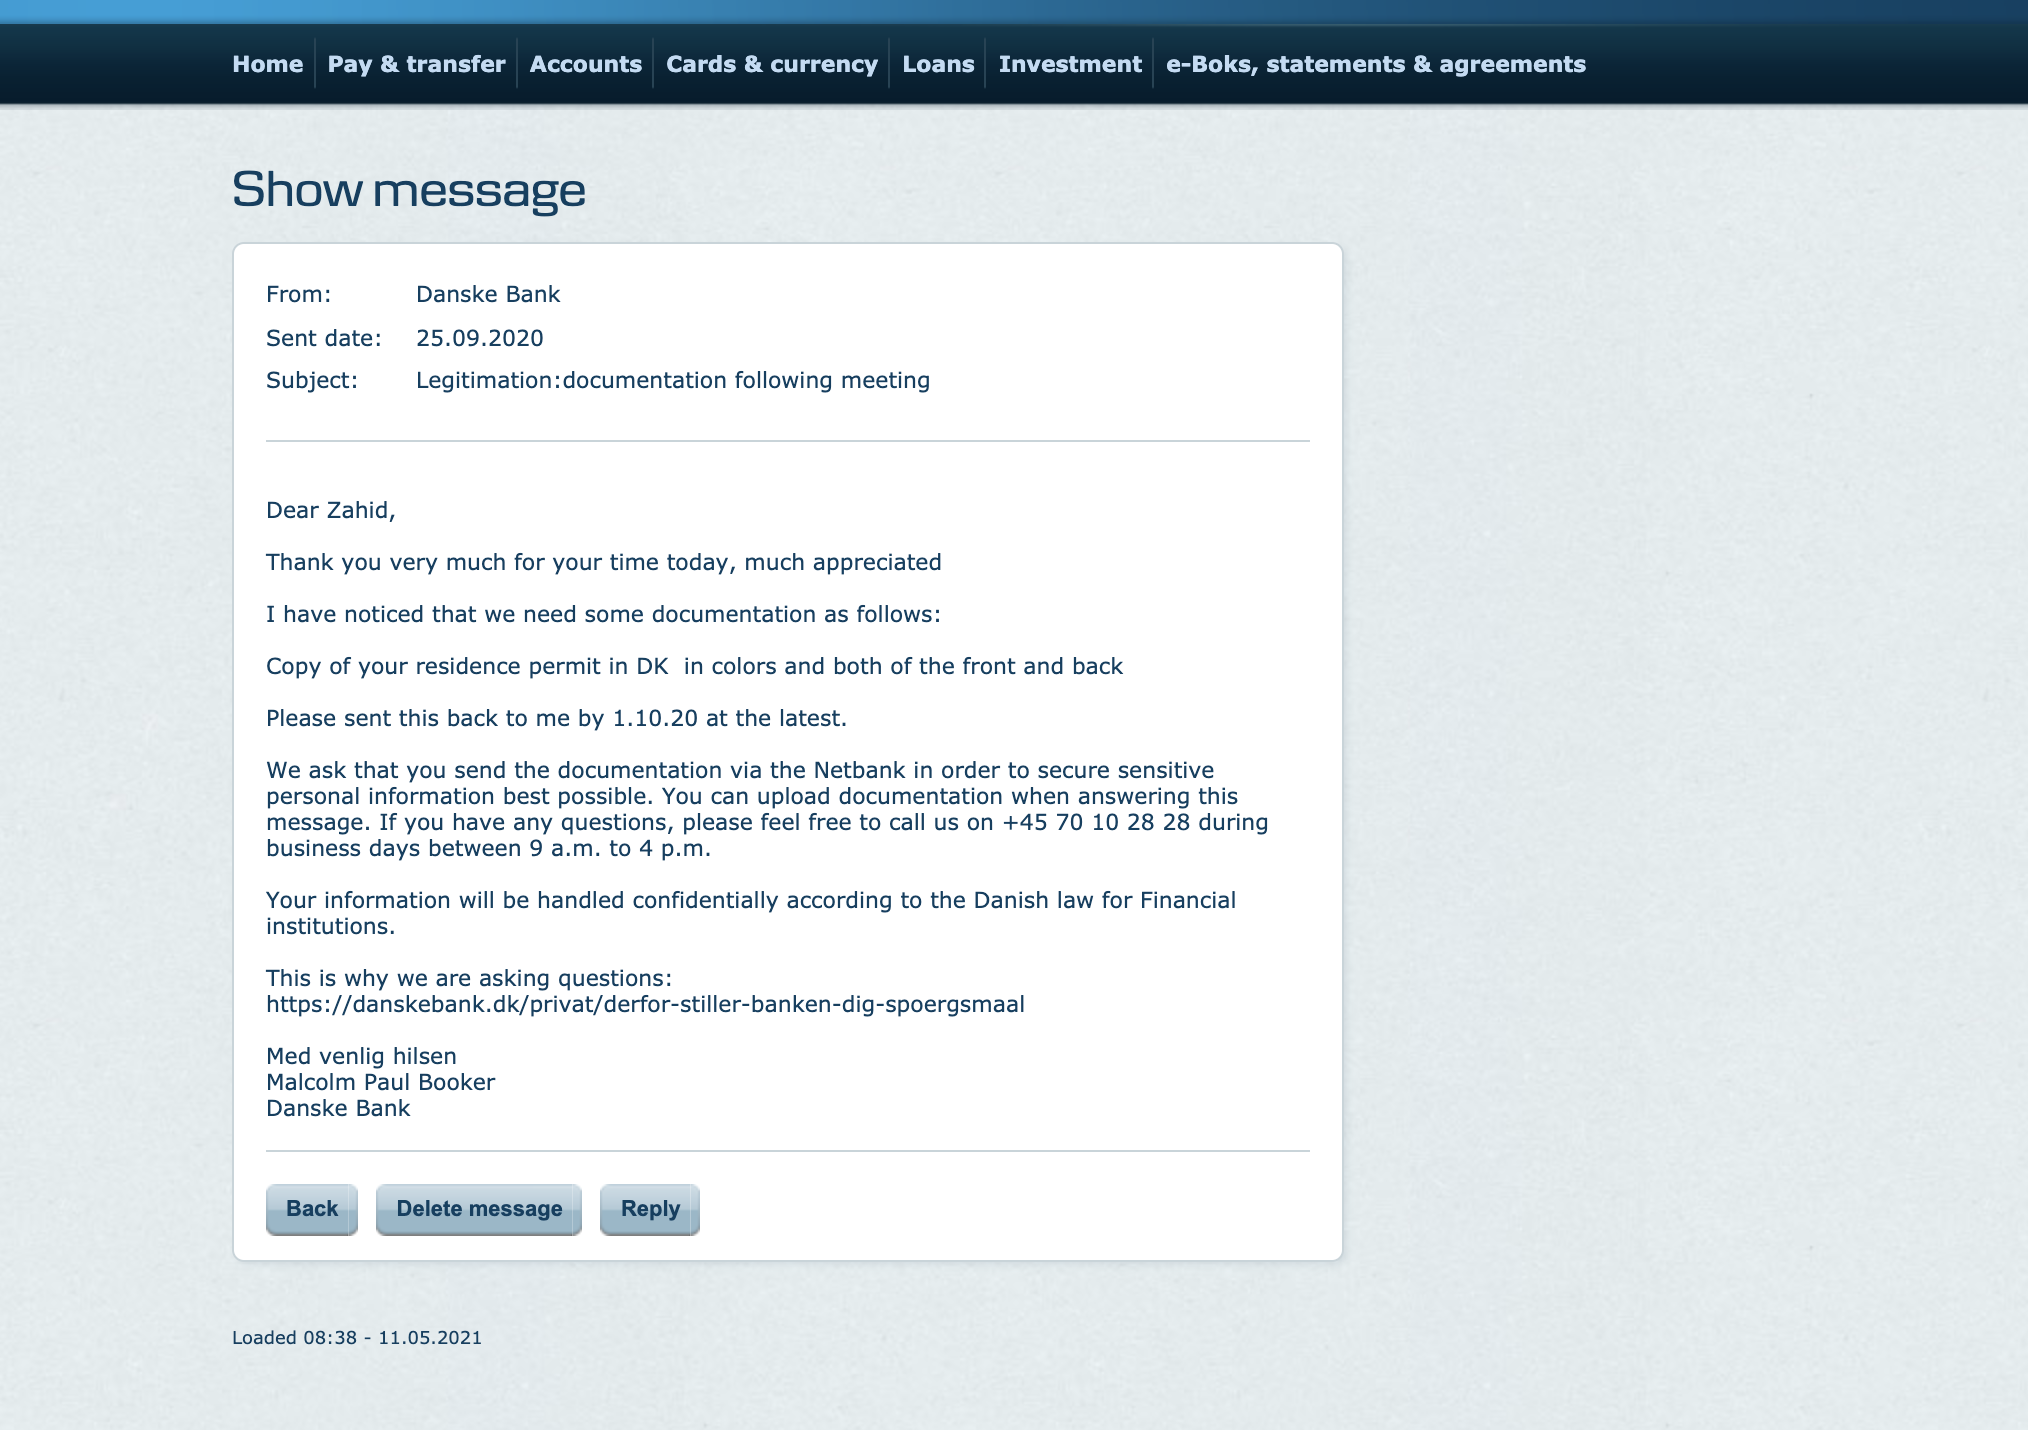 Home Pay & transfer Accounts Cards & currency Loans Investment e-Boks, statements & agreements
Show message
From: Danske Bank
Sent date: 25.09.2020
Subject: Legitimation:documentation following meeting
Dear Zahid,
Thank you very much for your time today, much appreciated
I have noticed that we need some documentation as follows:
Copy of your residence permit in DK  in colors and both of the front and back
Please sent this back to me by 1.10.20 at the latest.
We ask that you send the documentation via the Netbank in order to secure sensitive
personal information best possible. You can upload documentation when answering this
message. If you have any questions, please feel free to call us on +45 70 10 28 28 during
business days between 9 a.m. to 4 p.m.
Your information will be handled confidentially according to the Danish law for Financial
institutions.
This is why we are asking questions:
https://danskebank.dk/privat/derfor-stiller-banken-dig-spoergsmaal
Med venlig hilsen
Malcolm Paul Booker
Danske Bank
Back Delete message Reply
Loaded 08:38 - 11.05.2021